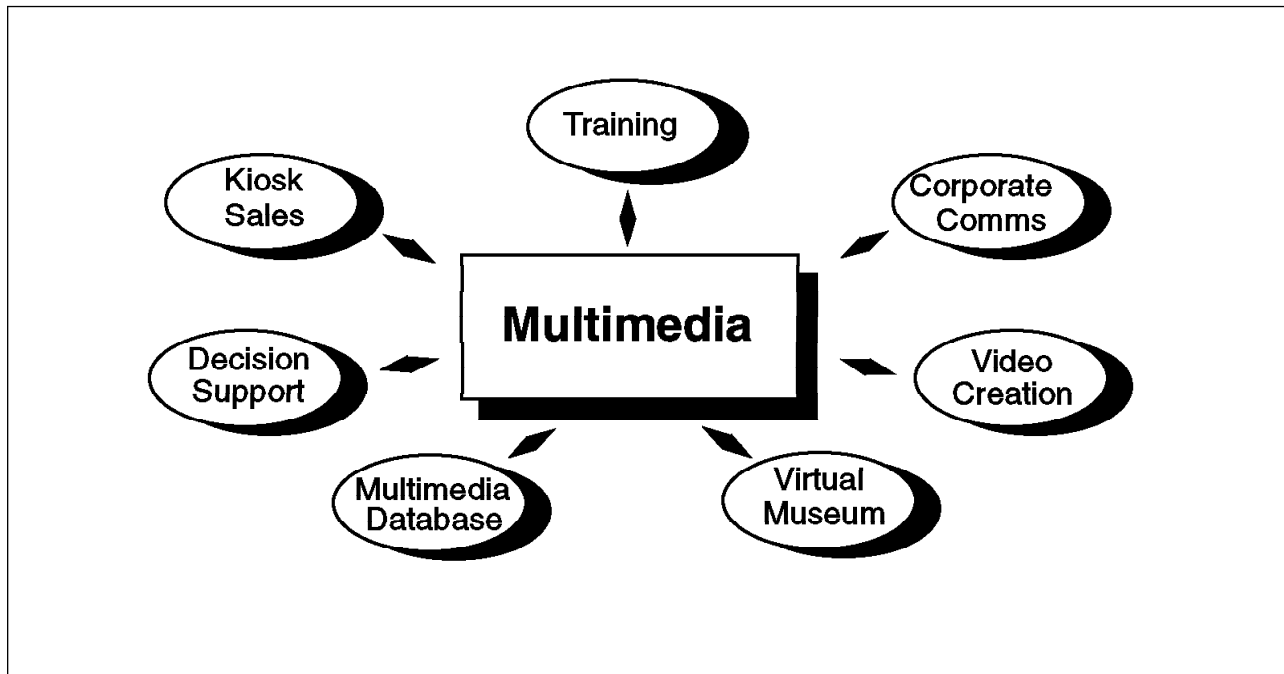 Training
Kiosk
Sales
Corporate
Comms
Multimedia
Decision
Support
Video
Creation
Multimedia
Database
Virtual
Museum